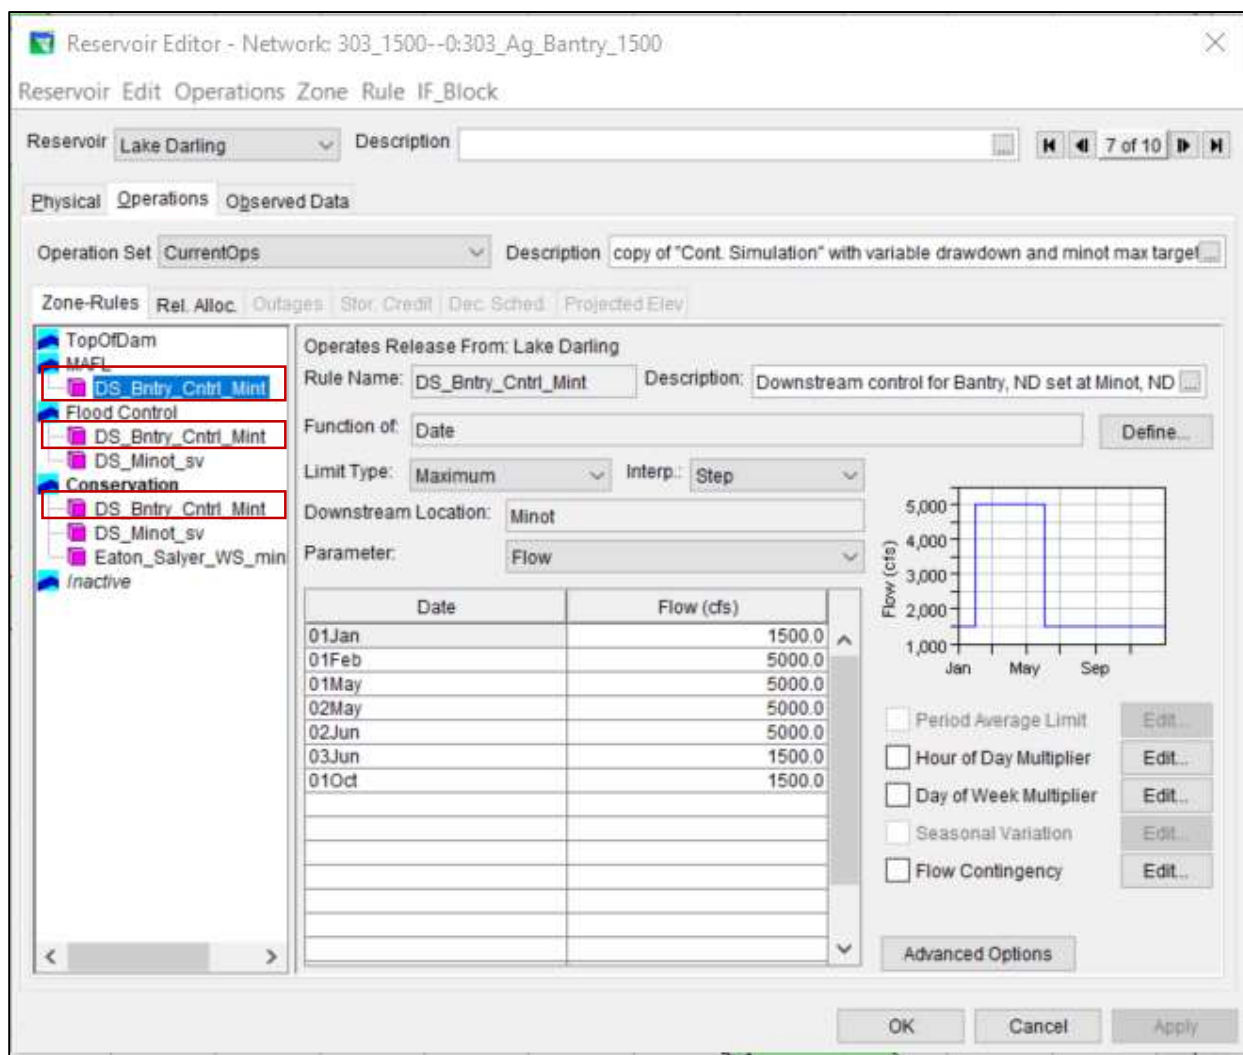 Reservoir Editor - Network: 303_1500--0:303_Ag_Bantry_1500
Reservoir Edit Operations Zone Rule IF_Block
Reservoir Lake Darling Description ... 7 of 10
Physical Operations Observed Data
Operation Set CurrentOps Description copy of "Cont. Simulation" with variable drawdown and minot max target ...
Zone-Rules Rel. Alloc. Outages Stor. Credit Dec. Sched. Projected Elev
TopOfDam
MAFL
DS_Bntry_Cntrl_Mint
Flood Control
DS_Bntry_Cntrl_Mint
DS_Minot_sv
Conservation
DS_Bntry_Cntrl_Mint
DS_Minot_sv
Eaton_Salyer_WS_min
Inactive
Operates Release From: Lake Darling
Rule Name: DS_Bntry_Cntrl_Mint Description: Downstream control for Bantry, ND set at Minot, ND ...
Function of: Date Define...
Limit Type: Maximum Interp.: Step
Downstream Location: Minot
Parameter: Flow
Date Flow (cfs)
01Jan 1500.0
01Feb 5000.0
01May 5000.0
02May 5000.0
02Jun 5000.0
03Jun 1500.0
01Oct 1500.0
Flow (cfs)
5,000
4,000
3,000
2,000
1,000
Jan May Sep
Period Average Limit Edit...
Hour of Day Multiplier Edit...
Day of Week Multiplier Edit...
Seasonal Variation Edit...
Flow Contingency Edit...
Advanced Options
OK Cancel Apply